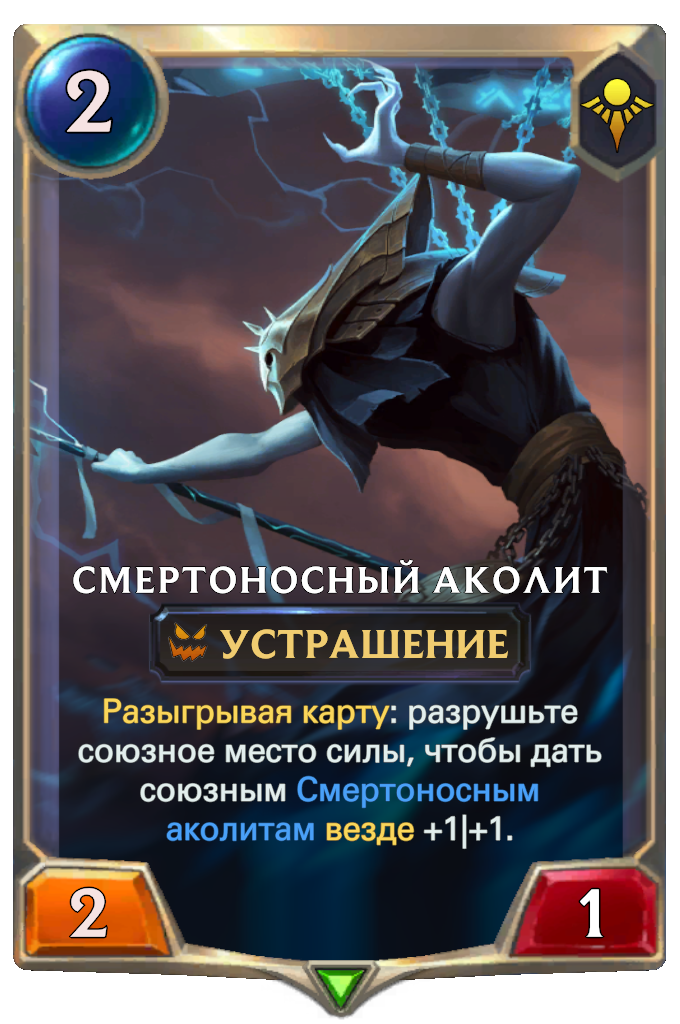 2
СМЕРТОНОСНЫЙ АКОЛИТ
УСТРАШЕНИЕ
Разыгрывая карту: разрушьте
союзное место силы, чтобы дать
союзным Смертоносным
аколитам везде +1|+1.
2
1